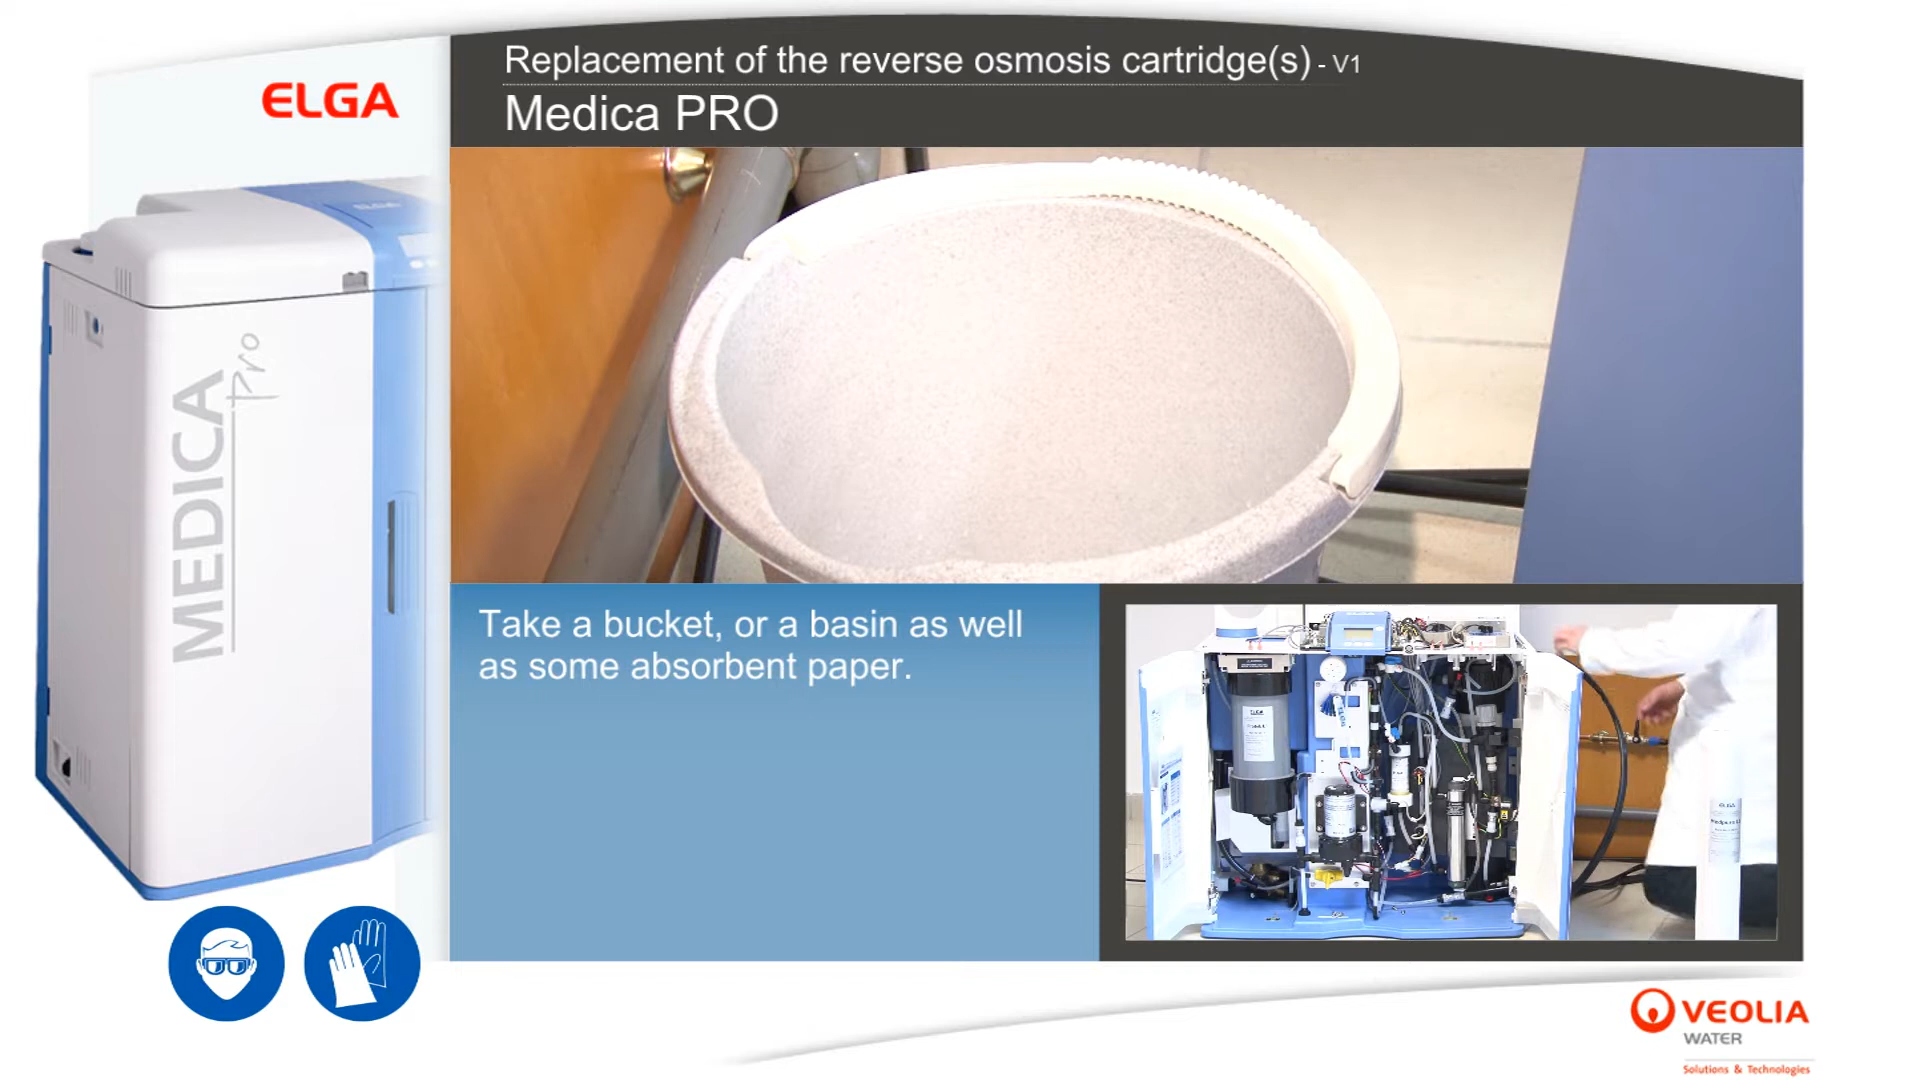 ELGA
Replacement of the reverse osmosis cartridge(s) - V1
Medica PRO
MEDICA
Pro
Take a bucket, or a basin as well
as some absorbent paper.
ELGA
VEOLIA
WATER
Solutions & Technologies